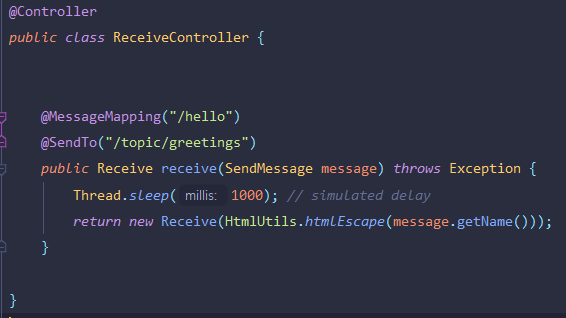 @Controller
public class ReceiveController {
@MessageMapping("/hello")
@SendTo("/topic/greetings")
public Receive receive(SendMessage message) throws Exception {
Thread.sleep( millis: 1000); // simulated delay
return new Receive(HtmlUtils.htmlEscape(message.getName()));
}
}